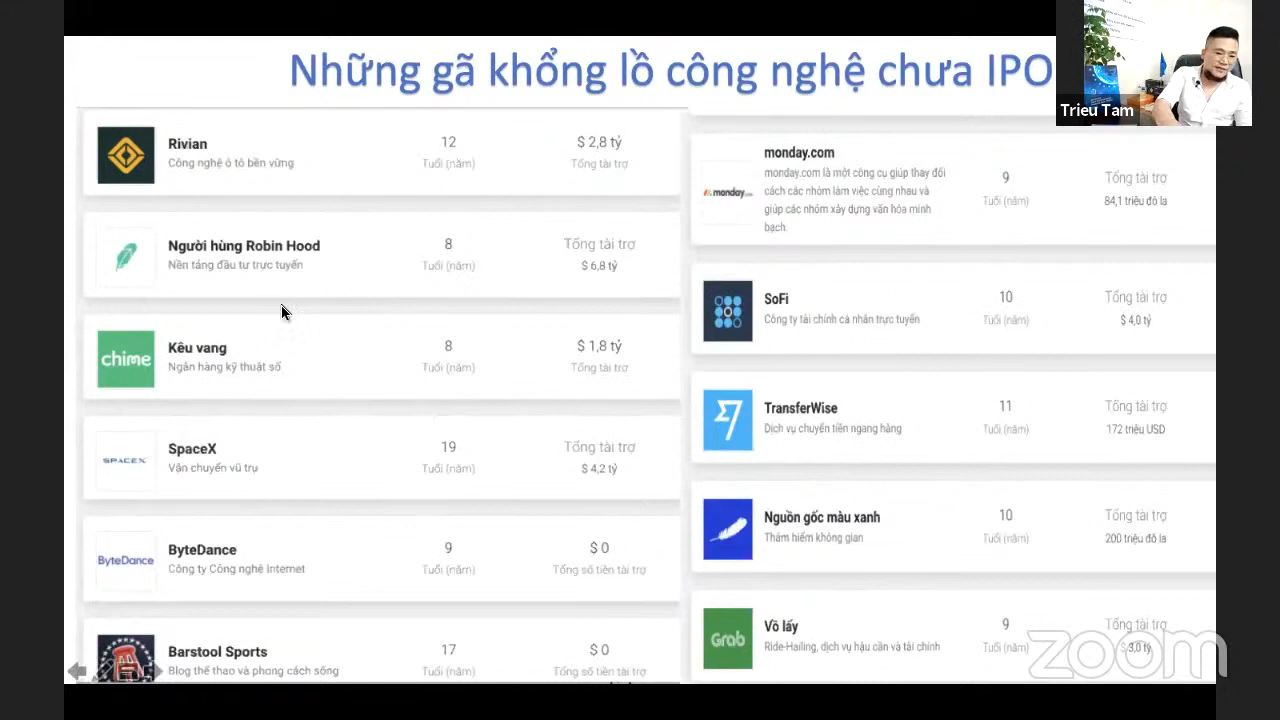 Những gã khổng lồ công nghệ chưa IPO
Trieu Tam
Rivian
Công nghệ ô tô bền vững
12
Tuổi (năm)
$ 2,8 tỷ
Tổng tài trợ
Người hùng Robin Hood
Nền tảng đầu tư trực tuyến
8
Tuổi (năm)
Tổng tài trợ
$ 6,8 tỷ
chime
Kêu vang
Ngân hàng kỹ thuật số
8
Tuổi (năm)
$ 1,8 tỷ
Tổng tài trợ
SPACEX
SpaceX
Vận chuyển vũ trụ
19
Tuổi (năm)
Tổng tài trợ
$ 4,2 tỷ
ByteDance
ByteDance
Công ty Công nghệ Internet
9
Tuổi (năm)
$ 0
Tổng số tiền tài trợ
Barstool Sports
Blog thể thao và phong cách sống
17
Tuổi (năm)
$ 0
Tổng số tiền tài trợ
monday.com
monday.com
monday.com là một công cụ giúp thay đổi
cách các nhóm làm việc cùng nhau và
giúp các nhóm xây dựng văn hóa minh
bạch.
9
Tuổi (năm)
Tổng tài trợ
84,1 triệu đô la
SoFi
Công ty tài chính cá nhân trực tuyến
10
Tuổi (năm)
Tổng tài trợ
$ 4,0 tỷ
TransferWise
Dịch vụ chuyển tiền ngang hàng
11
Tuổi (năm)
Tổng tài trợ
172 triệu USD
Nguồn gốc màu xanh
Thám hiểm không gian
10
Tuổi (năm)
Tổng tài trợ
200 triệu đô la
Grab
Vồ lấy
Ride-Hailing, dịch vụ hậu cần và tài chính
9
Tuổi (năm)
Tổng tài trợ
$ 3,0 tỷ
zoom